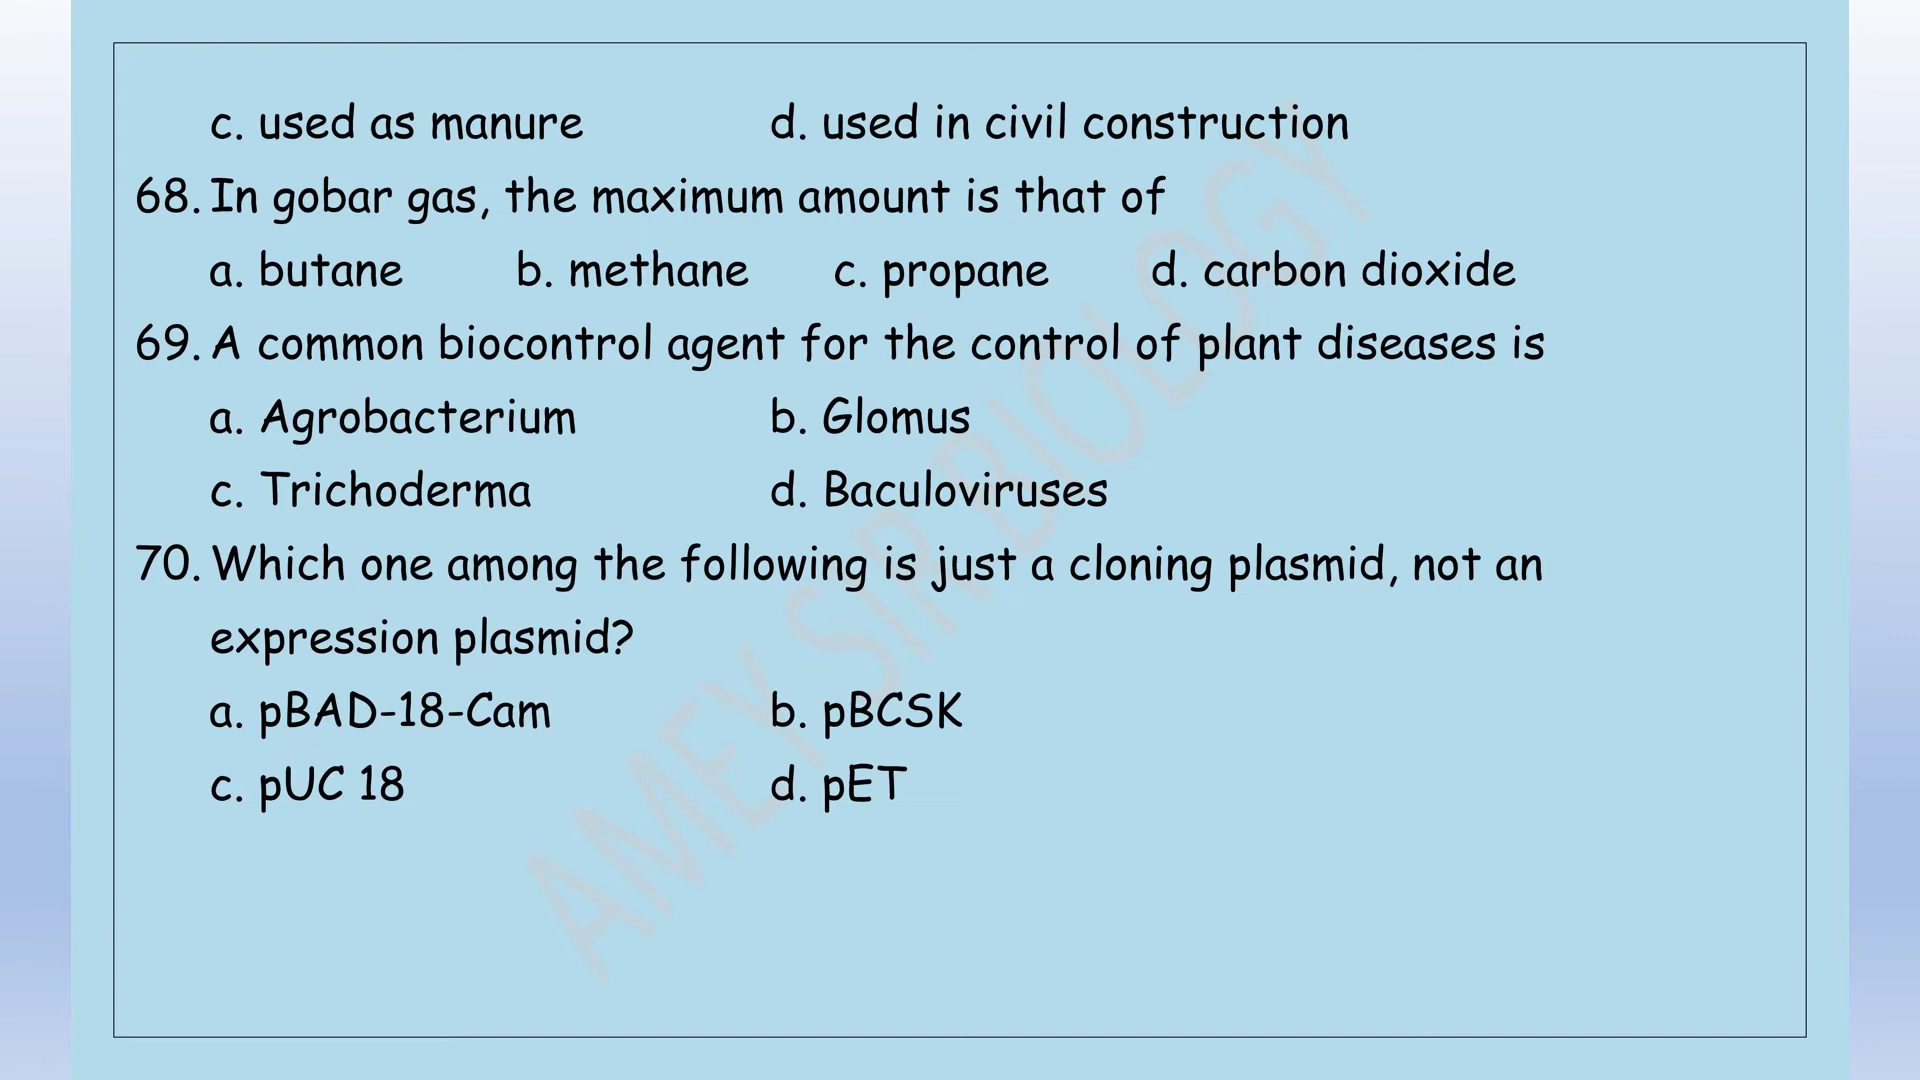 c. used as manure d. used in civil construction
68. In gobar gas, the maximum amount is that of
a. butane b. methane c. propane d. carbon dioxide
69. A common biocontrol agent for the control of plant diseases is
a. Agrobacterium b. Glomus
c. Trichoderma d. Baculoviruses
70. Which one among the following is just a cloning plasmid, not an
expression plasmid?
a. pBAD-18-Cam b. pBCSK
c. pUC 18 d. pET
AMEY SIR BIOLOGY